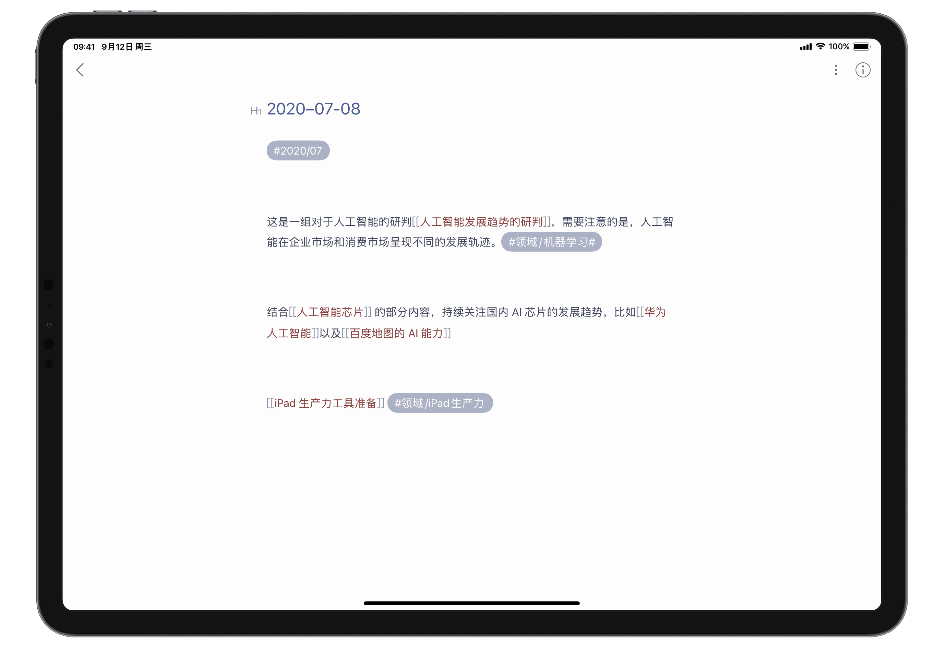 09:41 9月12日 周三
100%
H1 2020–07-08
#2020/07
这是一组对于人工智能的研判[[人工智能发展趋势的研判]]，需要注意的是，人工智
能在企业市场和消费市场呈现不同的发展轨迹。 #领域/机器学习#
结合[[人工智能芯片]] 的部分内容，持续关注国内 AI 芯片的发展趋势，比如[[华为
人工智能]]以及[[百度地图的 AI 能力]]
[[iPad 生产力工具准备]] #领域/iPad生产力